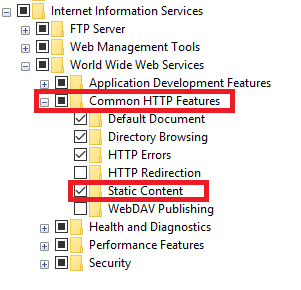 Internet Information Services
FTP Server
Web Management Tools
World Wide Web Services
Application Development Features
Common HTTP Features
Default Document
Directory Browsing
HTTP Errors
HTTP Redirection
Static Content
WebDAV Publishing
Health and Diagnostics
Performance Features
Security